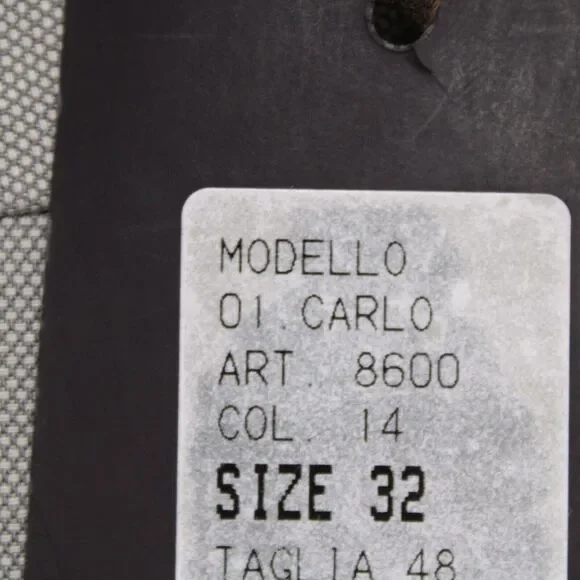 MODELLO
01.CARLO
ART. 8600
COL. 14
SIZE 32
TAGLIA 48